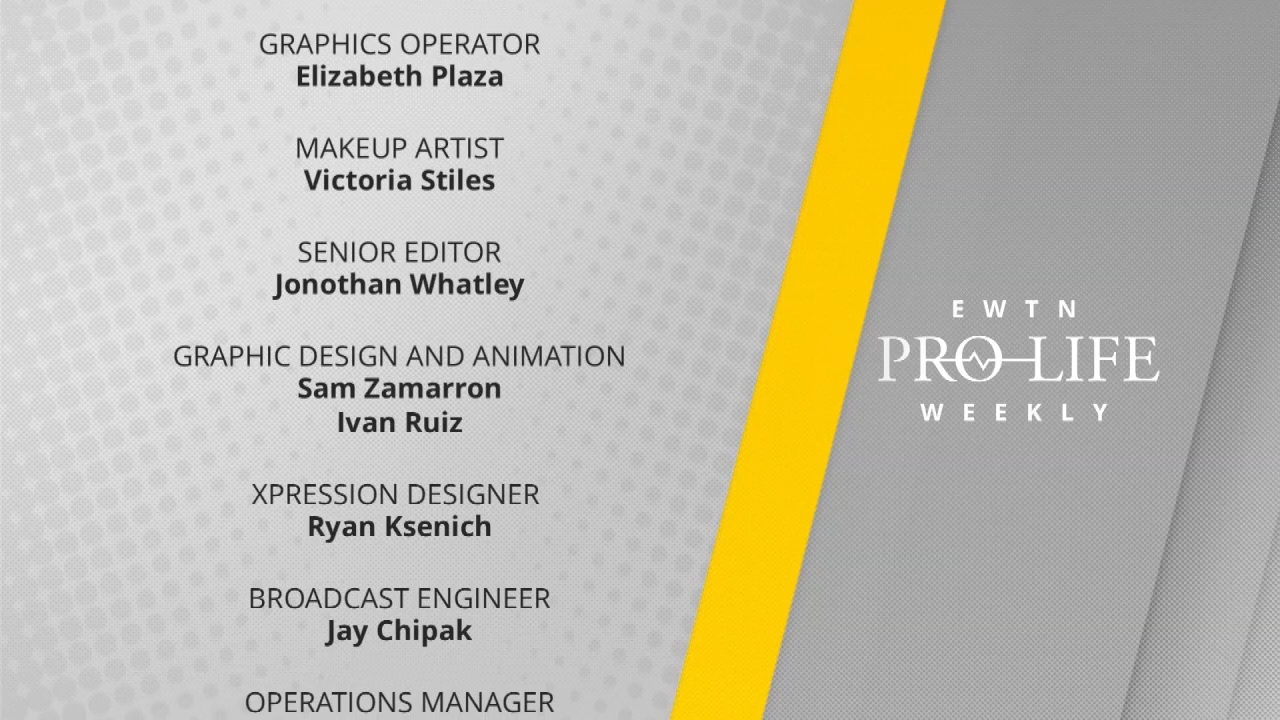 GRAPHICS OPERATOR
Elizabeth Plaza
MAKEUP ARTIST
Victoria Stiles
SENIOR EDITOR
Jonothan Whatley
GRAPHIC DESIGN AND ANIMATION
Sam Zamarron
Ivan Ruiz
XPRESSION DESIGNER
Ryan Ksenich
BROADCAST ENGINEER
Jay Chipak
OPERATIONS MANAGER
EWTN
PRO LIFE
WEEKLY